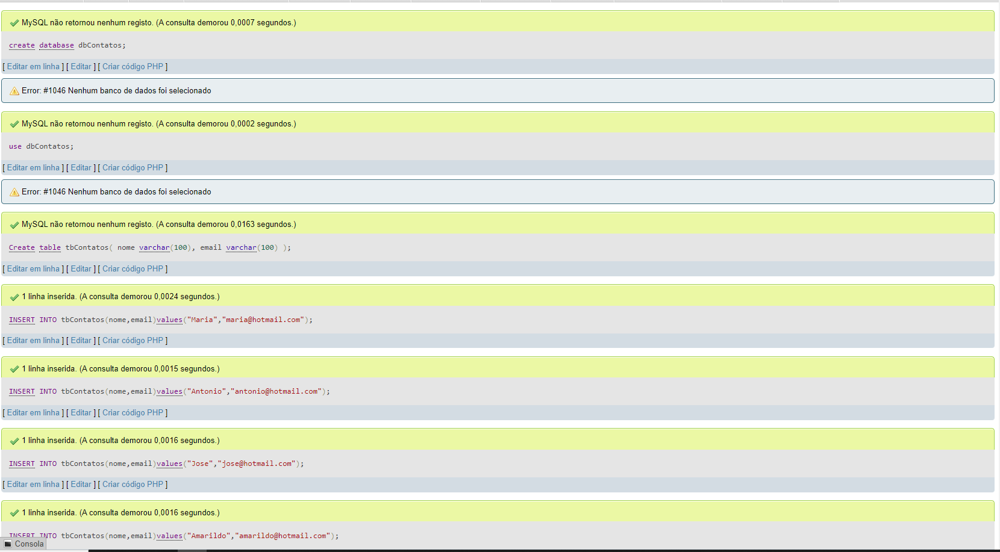 MySQL não retornou nenhum registo. (A consulta demorou 0,0007 segundos.)
create database dbContatos;
[ Editar em linha ] [ Editar ] [ Criar código PHP ]
Error: #1046 Nenhum banco de dados foi selecionado
MySQL não retornou nenhum registo. (A consulta demorou 0,0002 segundos.)
use dbContatos;
[ Editar em linha ] [ Editar ] [ Criar código PHP ]
Error: #1046 Nenhum banco de dados foi selecionado
MySQL não retornou nenhum registo. (A consulta demorou 0,0163 segundos.)
Create table tbContatos( nome varchar(100), email varchar(100) );
[ Editar em linha ] [ Editar ] [ Criar código PHP ]
1 linha inserida. (A consulta demorou 0,0024 segundos.)
INSERT INTO tbContatos(nome,email)values("Maria","maria@hotmail.com");
[ Editar em linha ] [ Editar ] [ Criar código PHP ]
1 linha inserida. (A consulta demorou 0,0015 segundos.)
INSERT INTO tbContatos(nome,email)values("Antonio","antonio@hotmail.com");
[ Editar em linha ] [ Editar ] [ Criar código PHP ]
1 linha inserida. (A consulta demorou 0,0016 segundos.)
INSERT INTO tbContatos(nome,email)values("Jose","jose@hotmail.com");
[ Editar em linha ] [ Editar ] [ Criar código PHP ]
1 linha inserida. (A consulta demorou 0,0016 segundos.)
INSERT INTO tbContatos(nome,email)values("Amarildo","amarildo@hotmail.com");
Consola